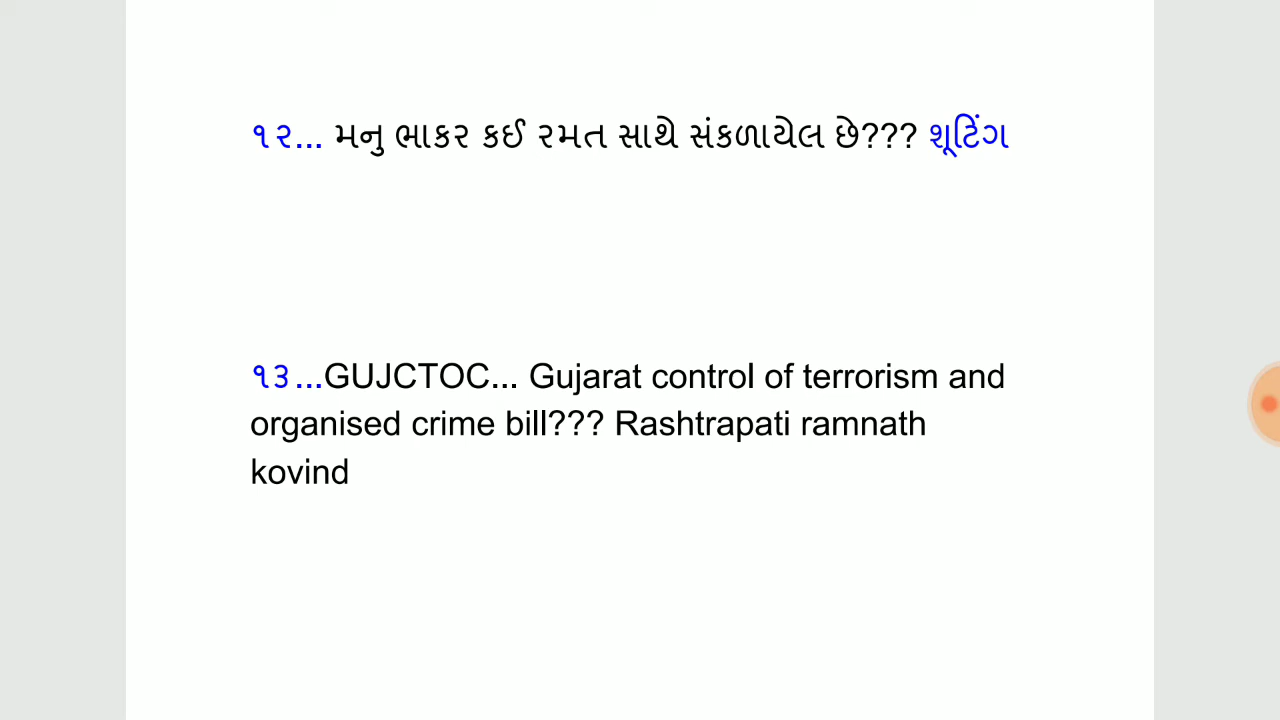 ૧૨... મનુ ભાકર કઈ રમત સાથે સંકળાયેલ છે??? શૂટિંગ
૧૩...GUJCTOC... Gujarat control of terrorism and
organised crime bill??? Rashtrapati ramnath
kovind